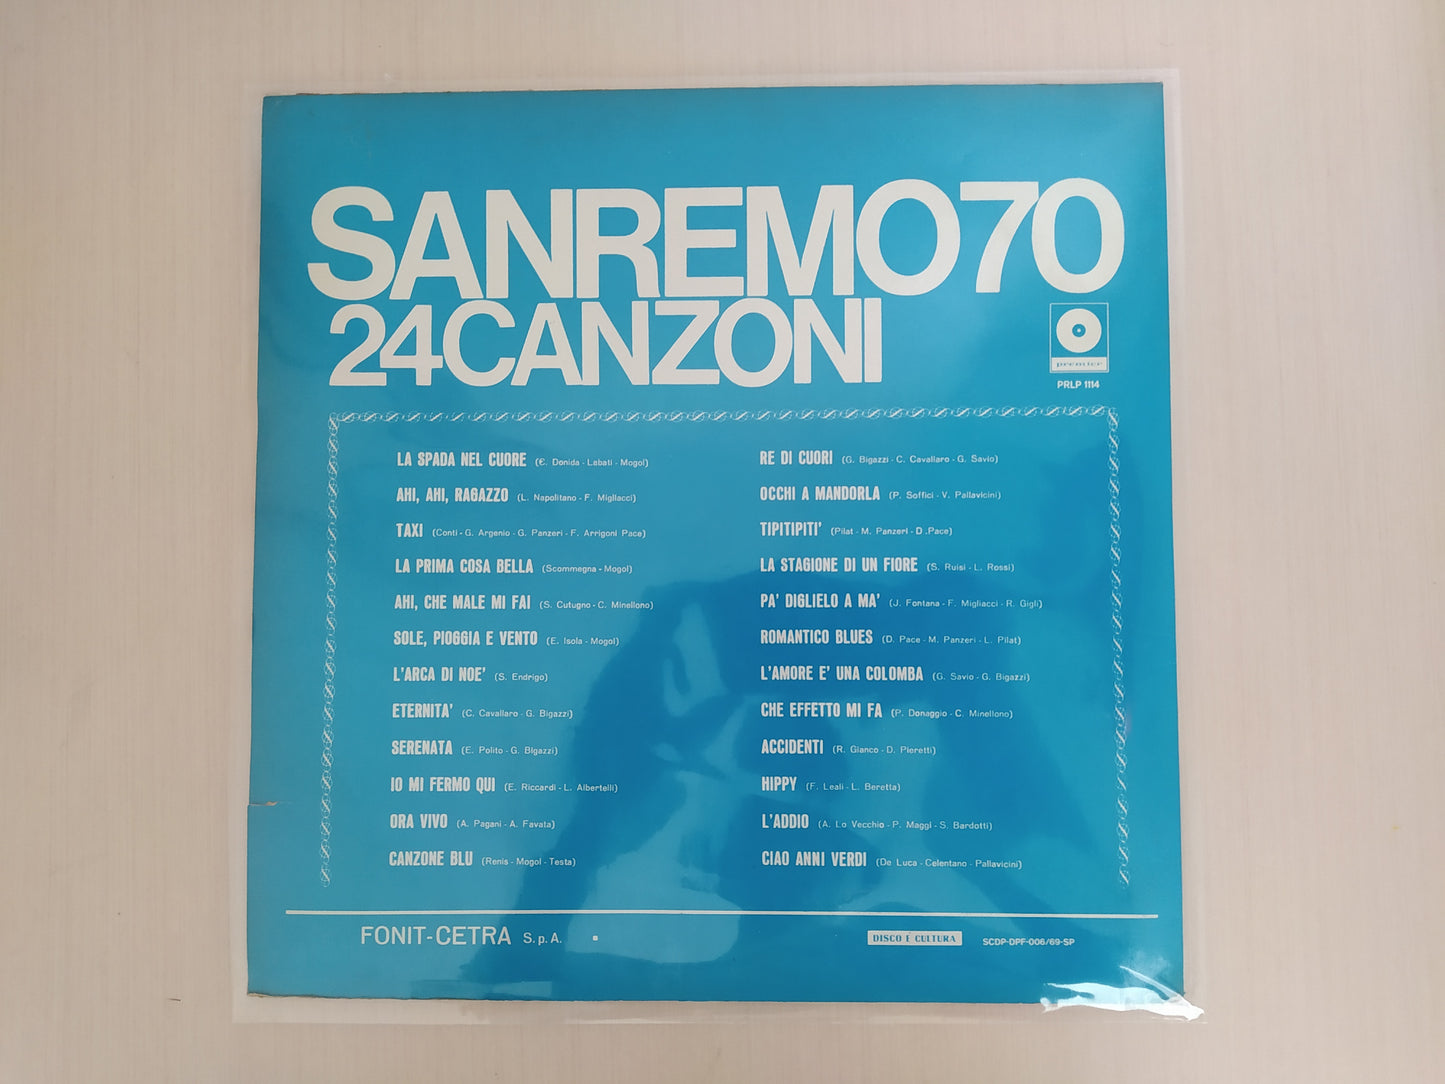 SANREMO70
24CANZONI
premier
PRLP 1114
LA SPADA NEL CUORE (E. Donida - Labati - Mogol)
AHI, AHI, RAGAZZO (L. Napolitano - F. Migliacci)
TAXI (Conti - G. Argenio - G. Panzeri - F. Arrigoni Pace)
LA PRIMA COSA BELLA (Scommegna - Mogol)
AHI, CHE MALE MI FAI (S. Cutugno - C. Minellono)
SOLE, PIOGGIA E VENTO (E. Isola - Mogol)
L'ARCA DI NOE' (S. Endrigo)
ETERNITA' (C. Cavallaro - G. Bigazzi)
SERENATA (E. Polito - G. Bigazzi)
IO MI FERMO QUI (E. Riccardi - L. Albertelli)
ORA VIVO (A. Pagani - A. Favata)
CANZONE BLU (Renis - Mogol - Testa)
RE DI CUORI (G. Bigazzi - C. Cavallaro - G. Savio)
OCCHI A MANDORLA (P. Soffici - V. Pallavicini)
TIPITIPITI' (Pilat - M. Panzeri - D .Pace)
LA STAGIONE DI UN FIORE (S. Ruisi - L. Rossi)
PA' DIGLIELO A MA' (J. Fontana - F. Migliacci - R. Gigli)
ROMANTICO BLUES (D. Pace - M. Panzeri - L. Pilat)
L'AMORE E' UNA COLOMBA (G. Savio - G. Bigazzi)
CHE EFFETTO MI FA (P. Donaggio - C. Minellono)
ACCIDENTI (R. Gianco - D. Pieretti)
HIPPY (F. Leali - L. Beretta)
L'ADDIO (A. Lo Vecchio - P. Maggi - S. Bardotti)
CIAO ANNI VERDI (De Luca - Celentano - Pallavicini)
FONIT-CETRA S.p.A.
DISCO È CULTURA
SCDP-DPF-006/69-SP